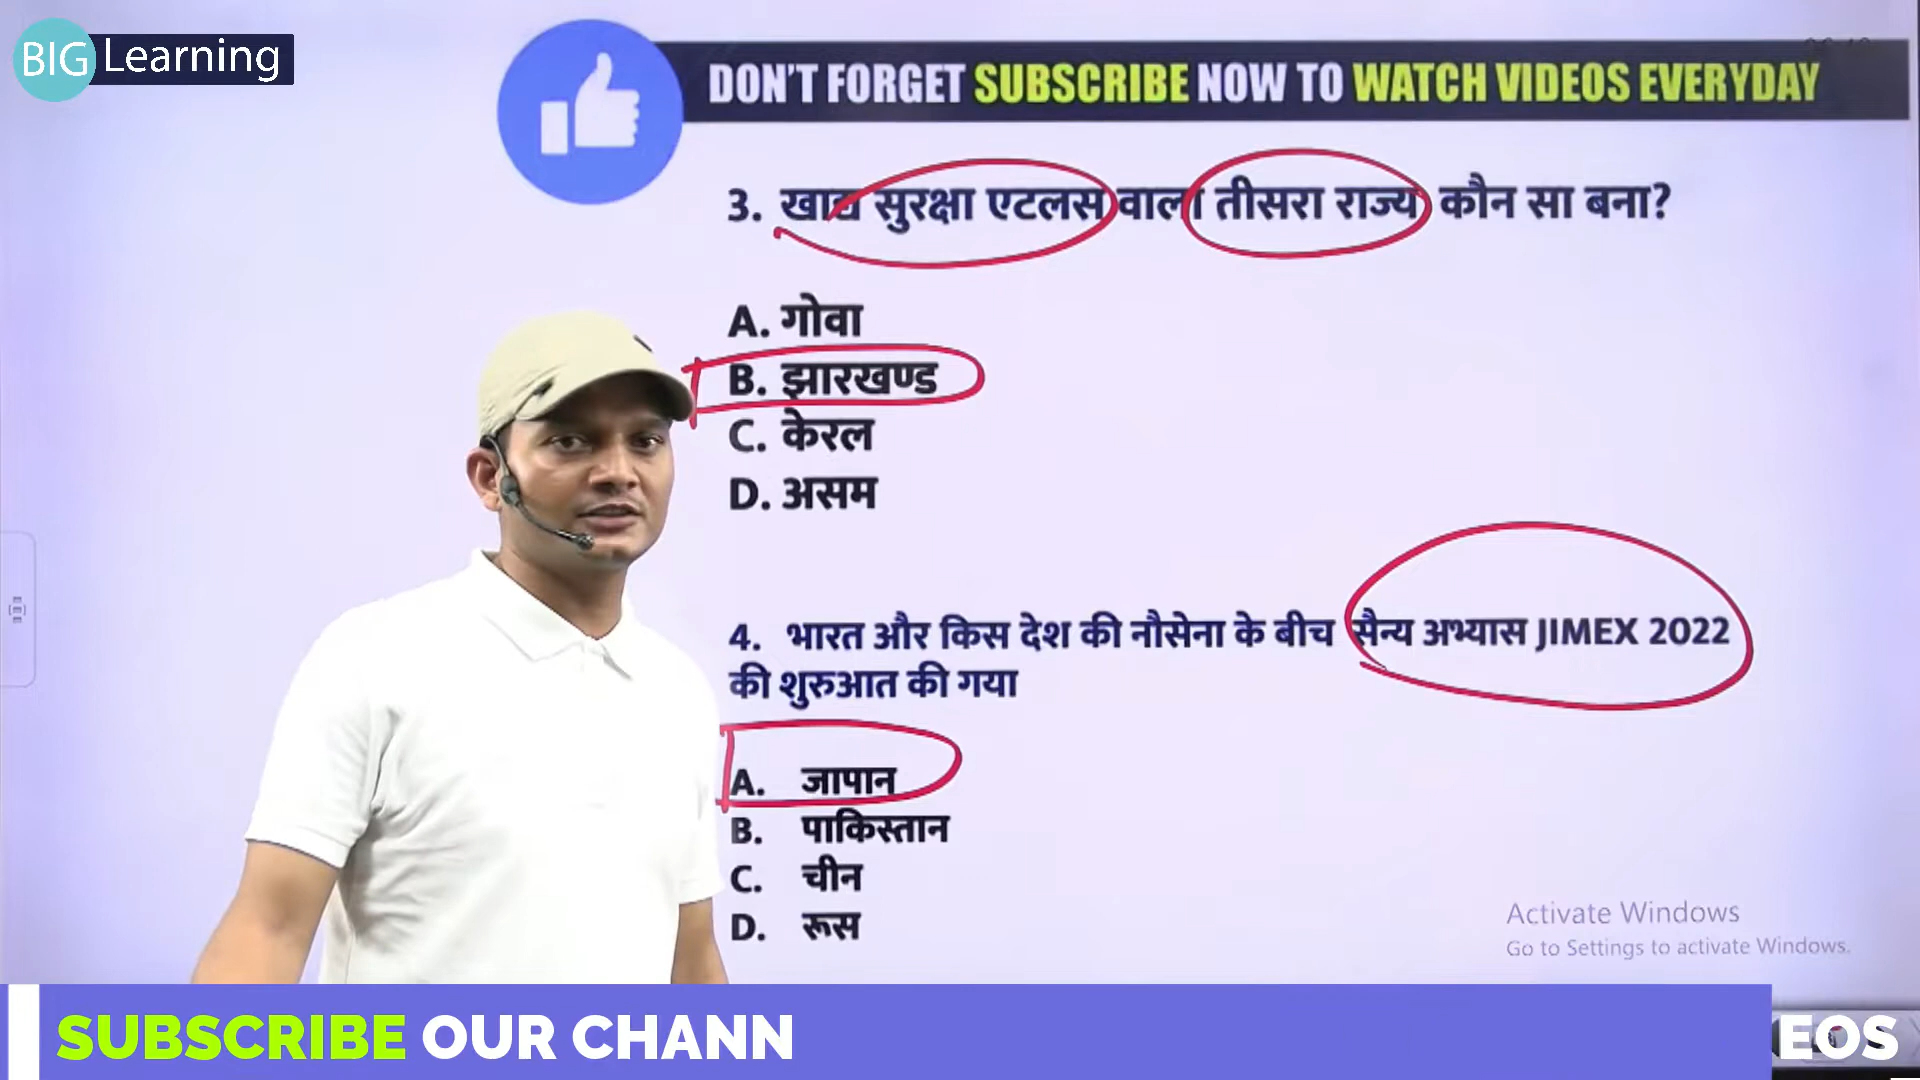 BIG Learning
DON'T FORGET SUBSCRIBE NOW TO WATCH VIDEOS EVERYDAY
3. खाद्य सुरक्षा एटलस वाला तीसरा राज्य कौन सा बना?
A. गोवा
B. झारखण्ड
C. केरल
D. असम
4. भारत और किस देश की नौसेना के बीच सैन्य अभ्यास JIMEX 2022
की शुरुआत की गया
A. जापान
B. पाकिस्तान
C. चीन
D. रूस
Activate Windows
Go to Settings to activate Windows.
SUBSCRIBE OUR CHANN
EOS